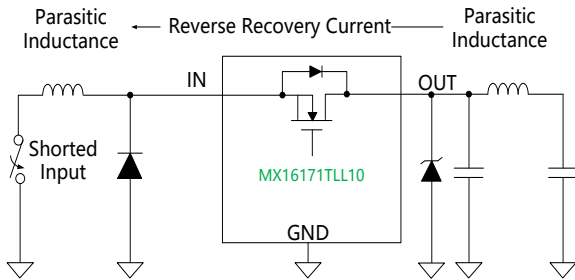 Parasitic
Inductance
Reverse Recovery Current
Parasitic
Inductance
IN
OUT
Shorted
Input
MX16171TLL10
GND